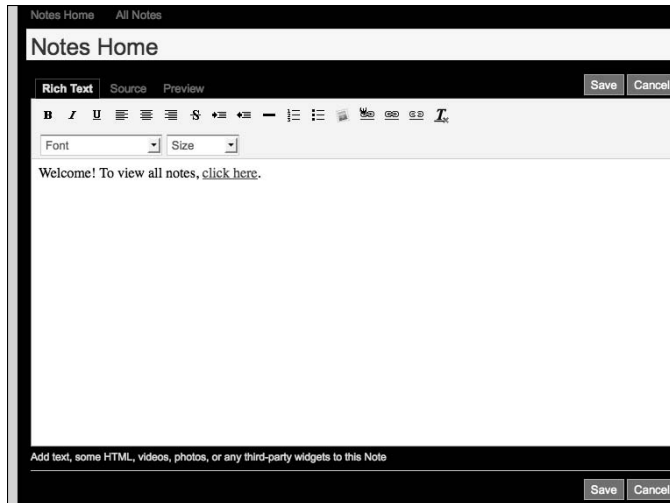 Notes Home All Notes
Notes Home
Rich Text Source Preview Save Cancel
B I U S T
Font Size
Welcome! To view all notes, click here.
Add text, some HTML, videos, photos, or any third-party widgets to this Note
Save Cancel